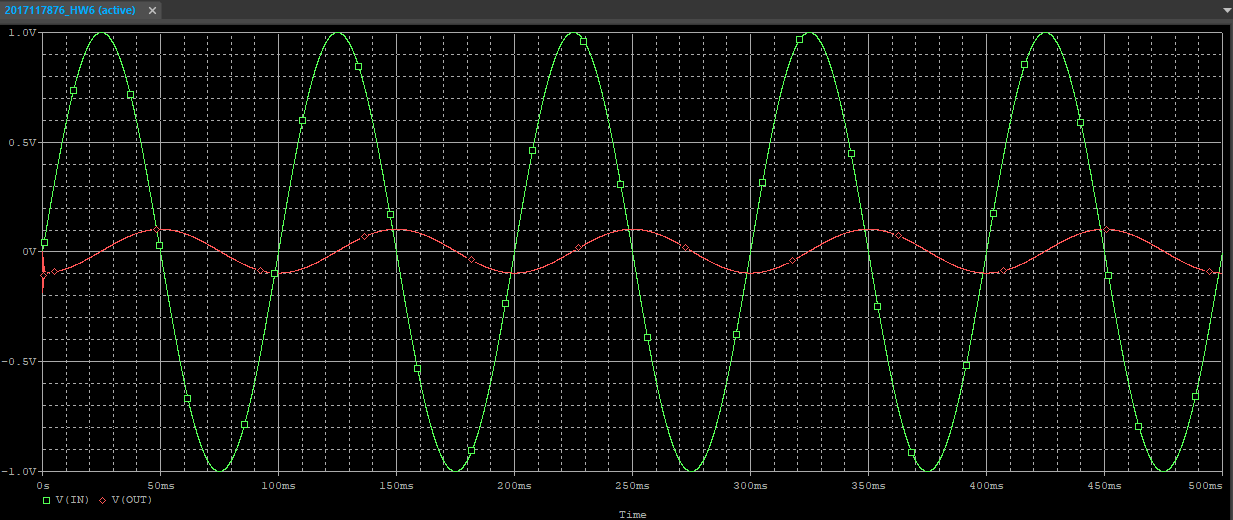 2017117876_HW6 (active)
1.0V
0.5V
0V
-0.5V
-1.0V
0s 50ms 100ms 150ms 200ms 250ms 300ms 350ms 400ms 450ms 500ms
V(IN) V(OUT)
Time